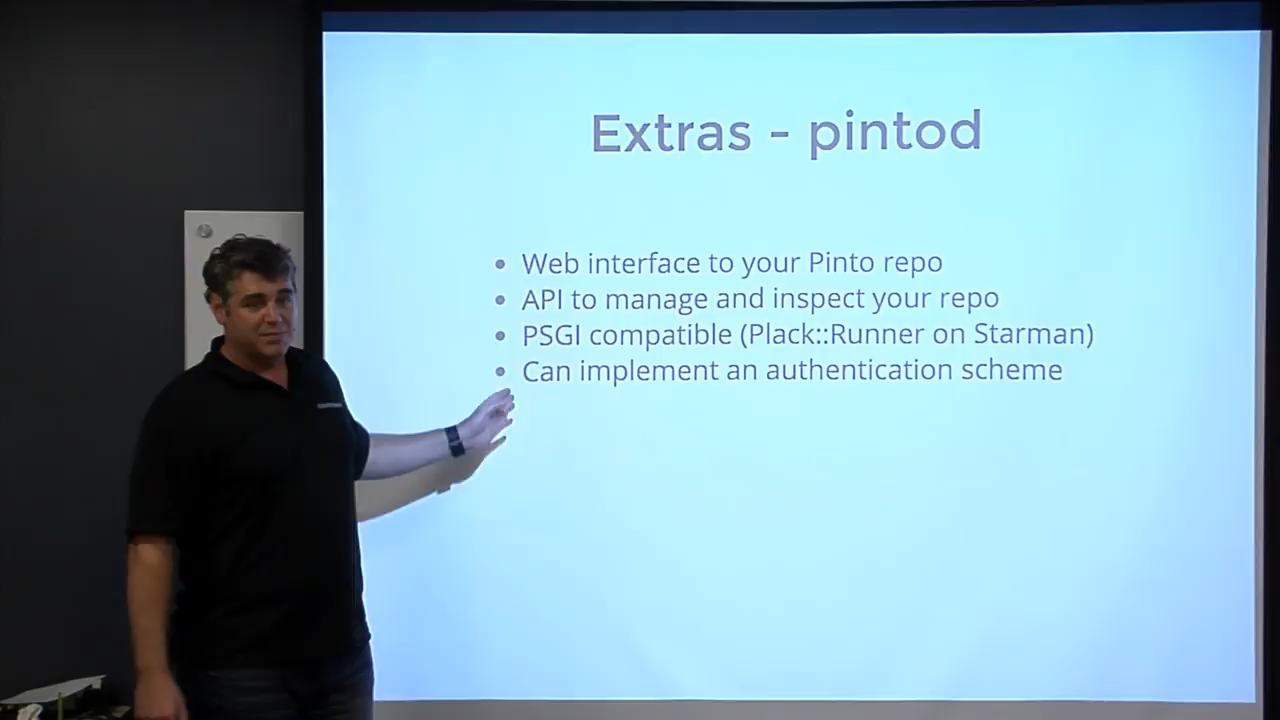 Extras - pintod
• Web interface to your Pinto repo
• API to manage and inspect your repo
• PSGI compatible (Plack::Runner on Starman)
• Can implement an authentication scheme